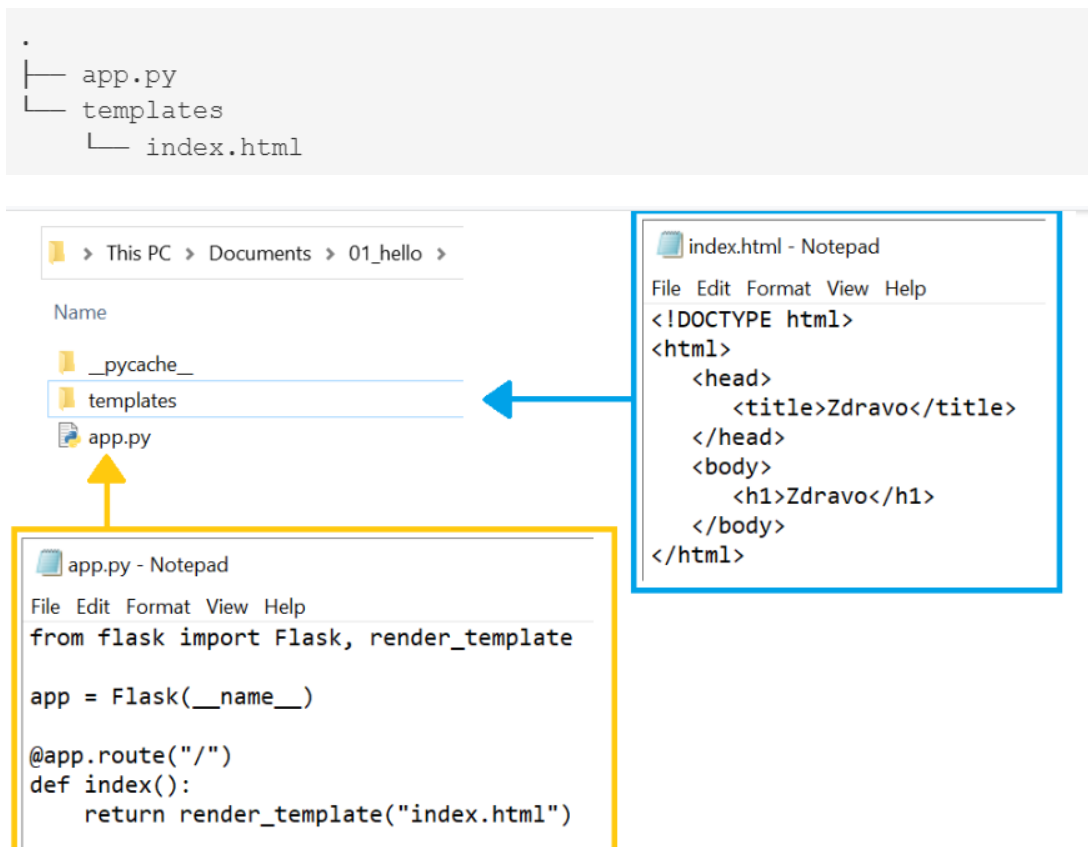 .
├── app.py
└── templates
    └── index.html
> This PC > Documents > 01_hello >
Name
__pycache__
templates
app.py
index.html - Notepad
File Edit Format View Help
<!DOCTYPE html>
<html>
   <head>
      <title>Zdravo</title>
   </head>
   <body>
      <h1>Zdravo</h1>
   </body>
</html>
app.py - Notepad
File Edit Format View Help
from flask import Flask, render_template

app = Flask(__name__)

@app.route("/")
def index():
    return render_template("index.html")